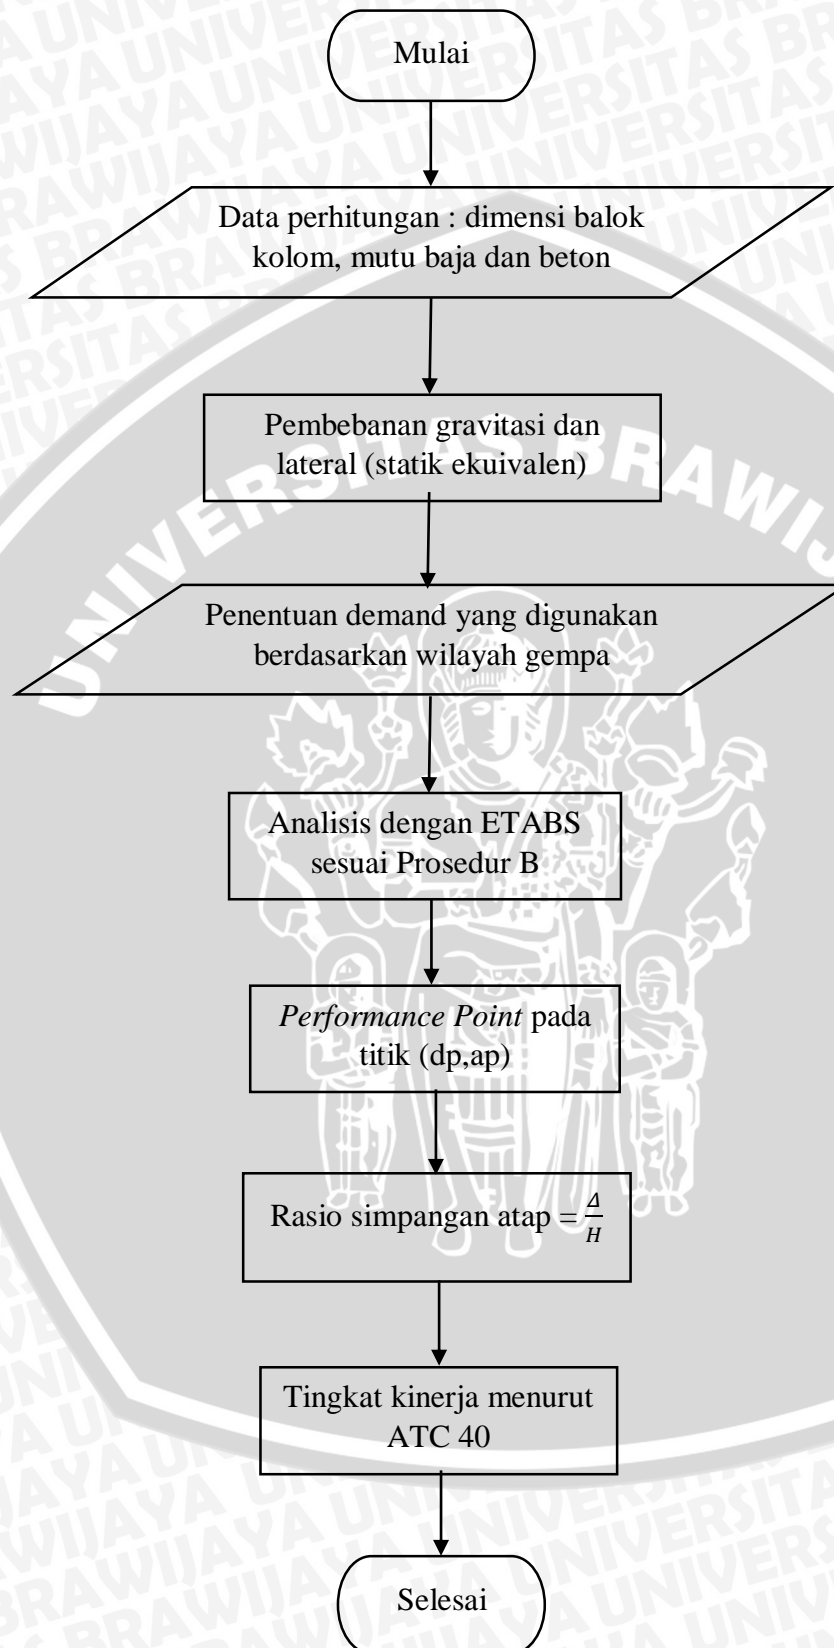 Mulai
Data perhitungan : dimensi balok
kolom, mutu baja dan beton
Pembebanan gravitasi dan
lateral (statik ekuivalen)
UNIVERSITAS BRAWIJ
Penentuan demand yang digunakan
berdasarkan wilayah gempa
Analisis dengan ETABS
sesuai Prosedur B
Performance Point pada
titik (dp,ap)
Rasio simpangan atap = Δ/H
Tingkat kinerja menurut
ATC 40
Selesai